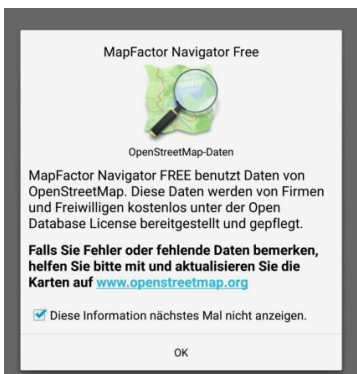 MapFactor Navigator Free
OpenStreetMap-Daten
MapFactor Navigator FREE benutzt Daten von
OpenStreetMap. Diese Daten werden von Firmen
und Freiwilligen kostenlos unter der Open
Database License bereitgestellt und gepflegt.
Falls Sie Fehler oder fehlende Daten bemerken,
helfen Sie bitte mit und aktualisieren Sie die
Karten auf www.openstreetmap.org
Diese Information nächstes Mal nicht anzeigen.
OK